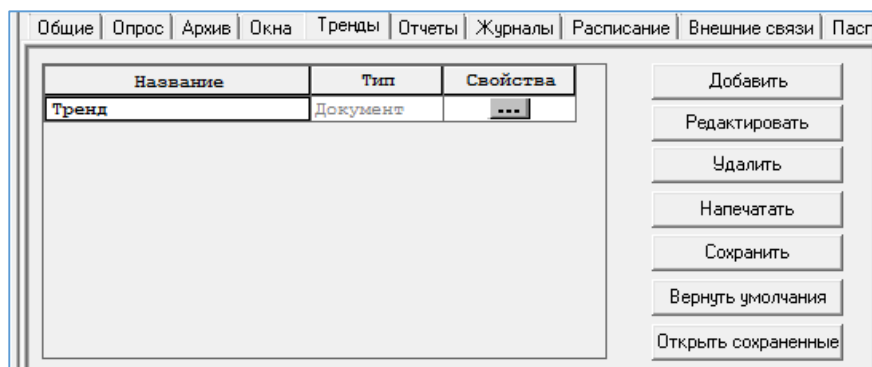 Общие Опрос Архив Окна Тренды Отчеты Журналы Расписание Внешние связи Пасп
Название Тип Свойства
Тренд Документ ...
Добавить
Редактировать
Удалить
Напечатать
Сохранить
Вернуть умолчания
Открыть сохраненные